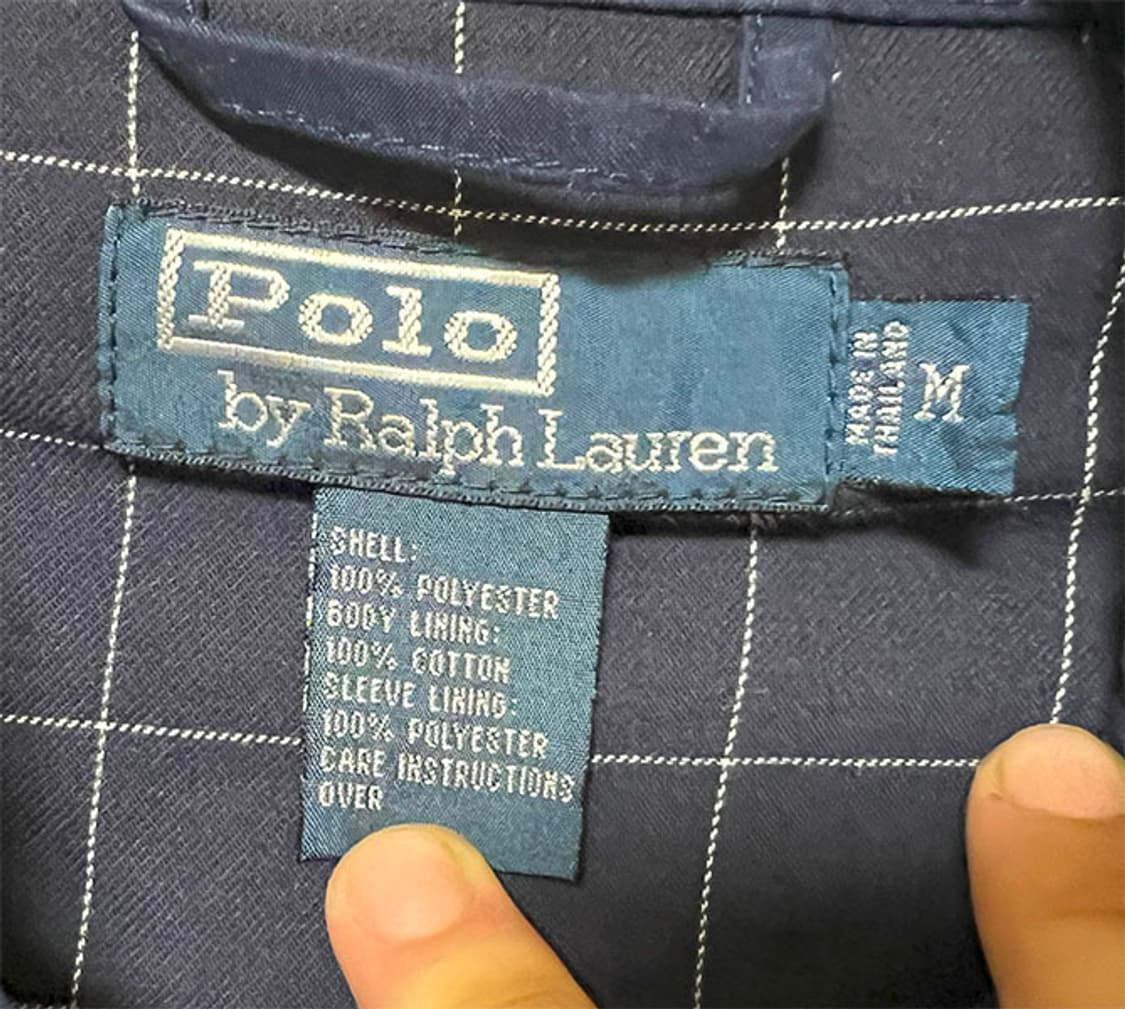 Polo
by Ralph Lauren
MADE IN
THAILAND
M
SHELL:
100% POLYESTER
BODY LINING:
100% COTTON
SLEEVE LINING:
100% POLYESTER
CARE INSTRUCTIONS
OVER